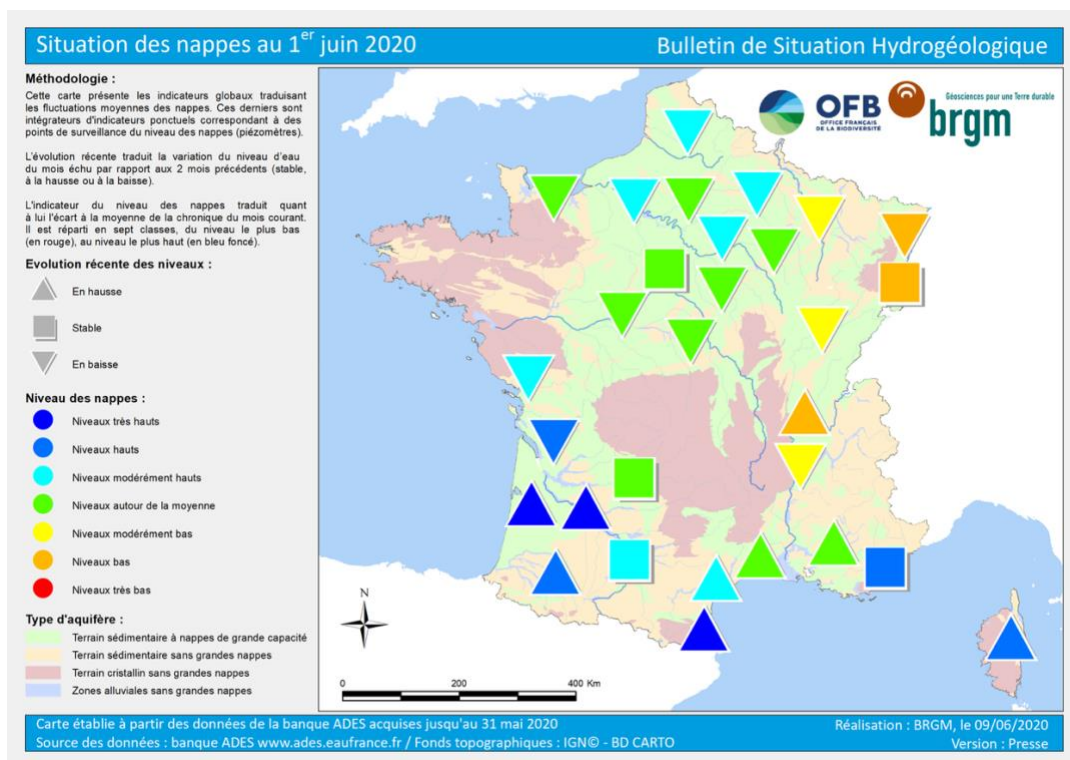 Situation des nappes au 1er juin 2020
Bulletin de Situation Hydrogéologique
Méthodologie :
Cette carte présente les indicateurs globaux traduisant
les fluctuations moyennes des nappes. Ces derniers sont
intégrateurs d'indicateurs ponctuels correspondant à des
points de surveillance du niveau des nappes (piézomètres).
L'évolution récente traduit la variation du niveau d'eau
du mois échu par rapport aux 2 mois précédents (stable,
à la hausse ou à la baisse).
L'indicateur du niveau des nappes traduit quant
à lui l'écart à la moyenne de la chronique du mois courant.
Il est réparti en sept classes, du niveau le plus bas
(en rouge), au niveau le plus haut (en bleu foncé).
Evolution récente des niveaux :
En hausse
Stable
En baisse
Niveau des nappes :
Niveaux très hauts
Niveaux hauts
Niveaux modérément hauts
Niveaux autour de la moyenne
Niveaux modérément bas
Niveaux bas
Niveaux très bas
Type d'aquifère :
Terrain sédimentaire à nappes de grande capacité
Terrain sédimentaire sans grandes nappes
Terrain cristallin sans grandes nappes
Zones alluviales sans grandes nappes
OFB
OFFICE FRANÇAIS
DE LA BIODIVERSITÉ
Géosciences pour une Terre durable
brgm
N
0 200 400 Km
Carte établie à partir des données de la banque ADES acquises jusqu'au 31 mai 2020
Source des données : banque ADES www.ades.eaufrance.fr / Fonds topographiques : IGN© - BD CARTO
Réalisation : BRGM, le 09/06/2020
Version : Presse